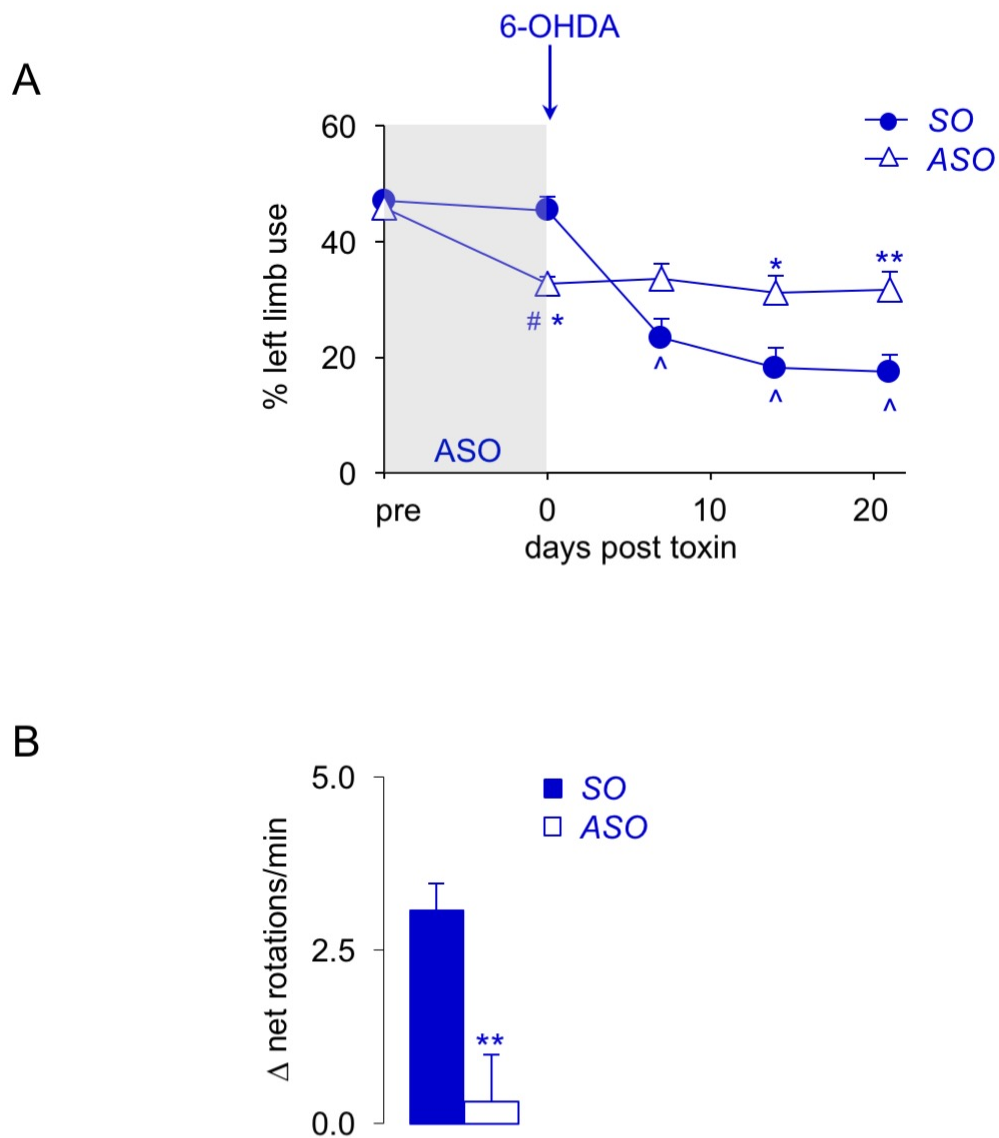 6-OHDA
A
60
40
20
0
% left limb use
SO
ASO
* **
# *
^ ^ ^
ASO
pre 0 10 20
days post toxin
B
5.0
2.5
0.0
Δ net rotations/min
SO
ASO
**